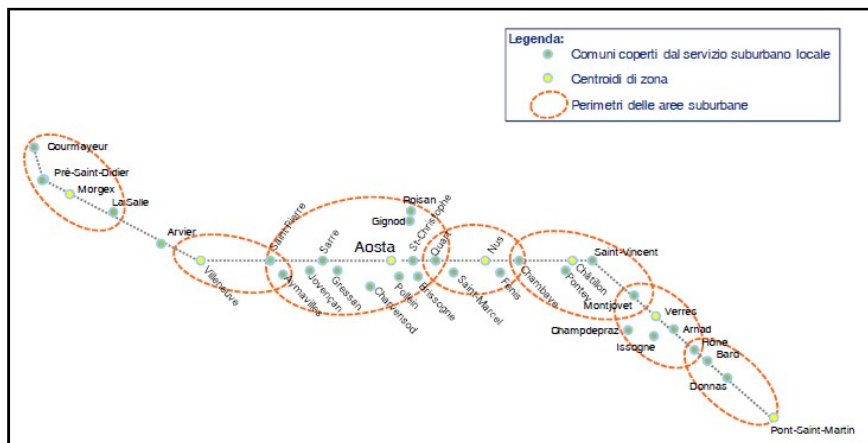 Legenda:
Comuni coperti dal servizio suburbano locale
Centroidi di zona
Perimetri delle aree suburbane
Courmayeur
Pré-Saint-Didier
Morgex
La Salle
Arvier
Villeneuve
Saint Pierre
Aymavilles
Sarre
Jovençan
Gressan
Aosta
Charvensod
Roisan
Gignod
St-Christophe
Pollein
Brissogne
Quart
Saint-Marcel
Nus
Fénis
Chambave
Pontey
Châtillon
Saint-Vincent
Montjovet
Verrès
Champdepraz
Issogne
Arnad
Hône
Bard
Donnas
Pont-Saint-Martin